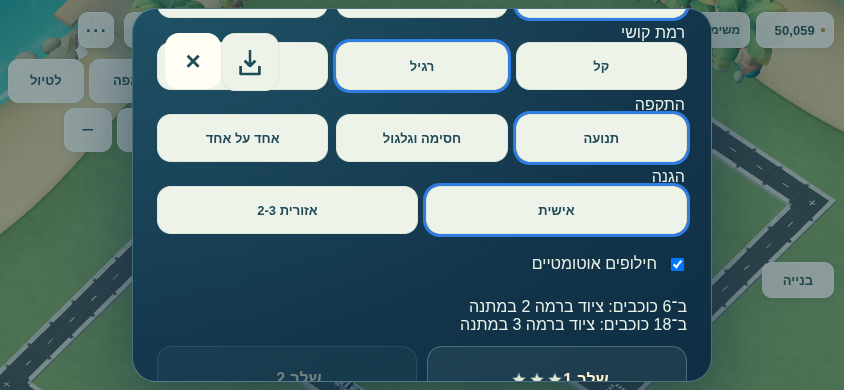 50,059
משימ
לטיול
מפה
רמת קושי
קל
רגיל
התקפה
תנועה
חסימה וגלגול
אחד על אחד
הגנה
אישית
אזורית 2-3
חילופים אוטומטיים
ב־6 כוכבים: ציוד ברמה 2 במתנה
ב־18 כוכבים: ציוד ברמה 3 במתנה
שלב 1 ★★★
שלב 2
בנייה